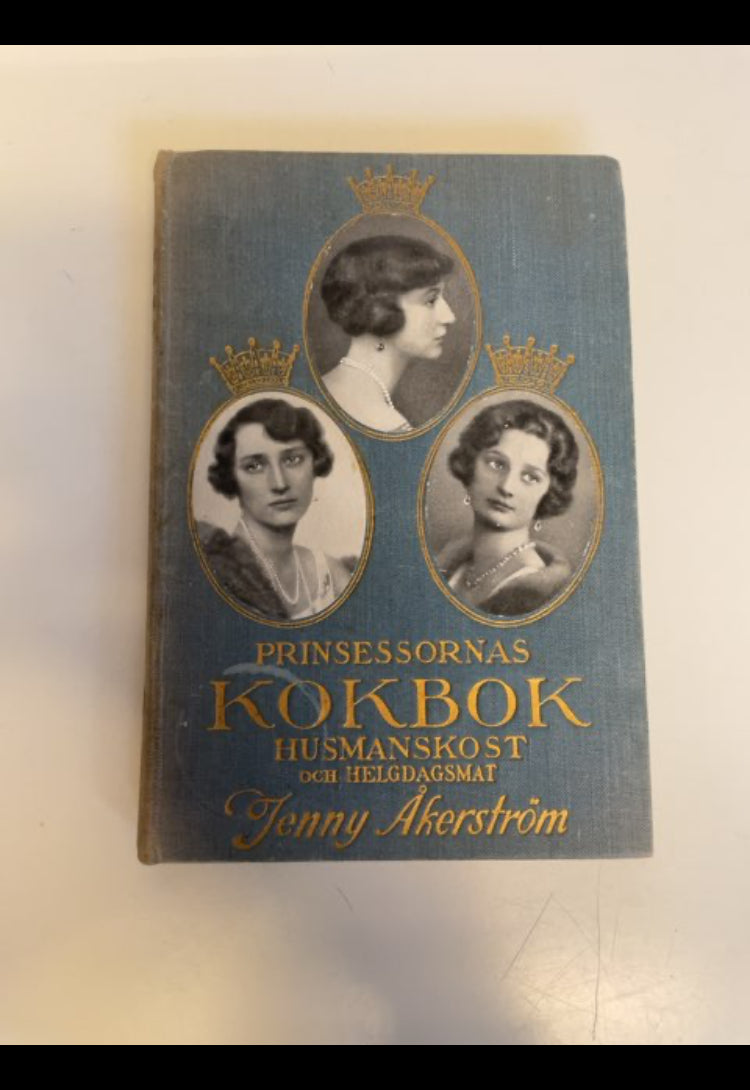 PRINSESSORNAS
KOKBOK
HUSMANSKOST
OCH HELGDAGSMAT
Jenny Åkerström